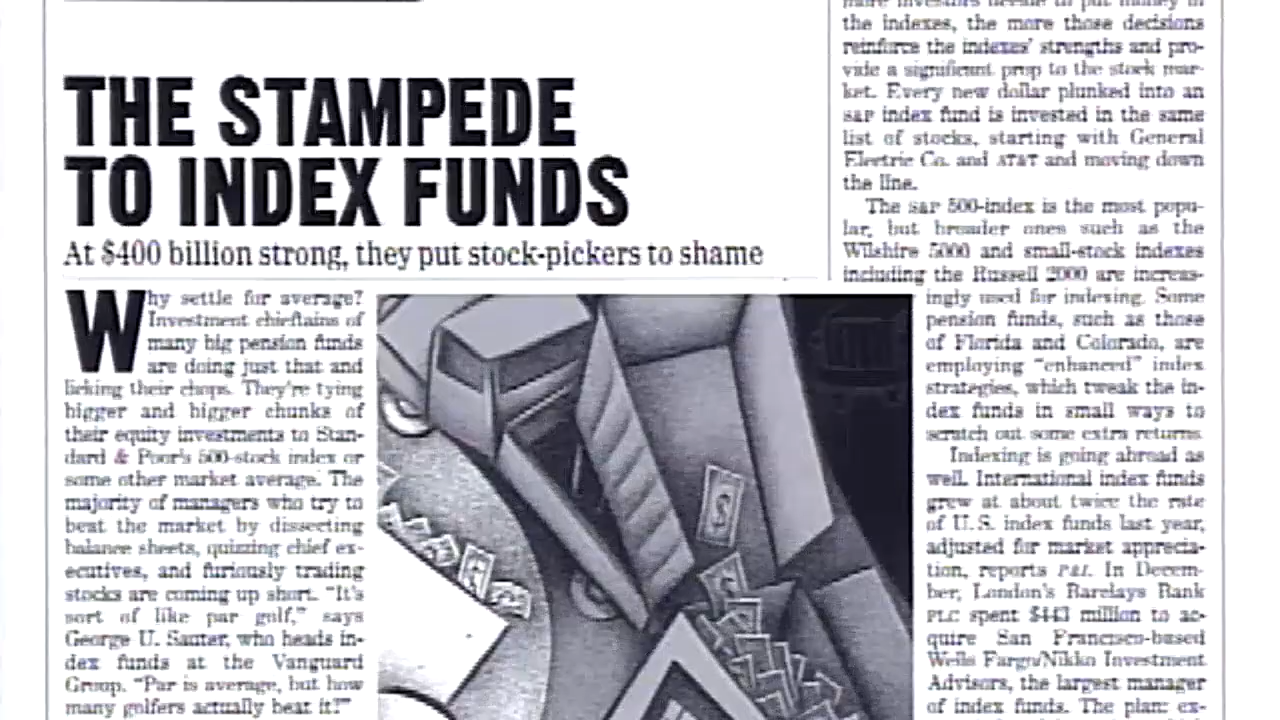 THE STAMPEDE
TO INDEX FUNDS
At $400 billion strong, they put stock-pickers to shame
Why settle for average?
Investment chieftains of
many big pension funds
are doing just that and
licking their chops. They're tying
bigger and bigger chunks of
their equity investments to Stan-
dard & Poor's 500-stock index or
some other market average. The
majority of managers who try to
beat the market by dissecting
balance sheets, quizzing chief ex-
ecutives, and furiously trading
stocks are coming up short. "It's
sort of like par golf," says
George U. Sauter, who heads in-
dex funds at the Vanguard
Group. "Par is average, but how
many golfers actually beat it?"
more investors decide to put money in
the indexes, the more those decisions
reinforce the indexes' strengths and pro-
vide a significant prop to the stock mar-
ket. Every new dollar plunked into an
S&P index fund is invested in the same
list of stocks, starting with General
Electric Co. and AT&T and moving down
the line.
The S&P 500-index is the most popu-
lar, but broader ones such as the
Wilshire 5000 and small-stock indexes
including the Russell 2000 are increas-
ingly used for indexing. Some
pension funds, such as those
of Florida and Colorado, are
employing "enhanced" index
strategies, which tweak the in-
dex funds in small ways to
scratch out some extra returns.
Indexing is going abroad as
well. International index funds
grew at about twice the rate
of U.S. index funds last year,
adjusted for market apprecia-
tion, reports P&I. In Decem-
ber, London's Barclays Bank
PLC spent $443 million to ac-
quire San Francisco-based
Wells Fargo/Nikko Investment
Advisors, the largest manager
of index funds. The plan: ex-